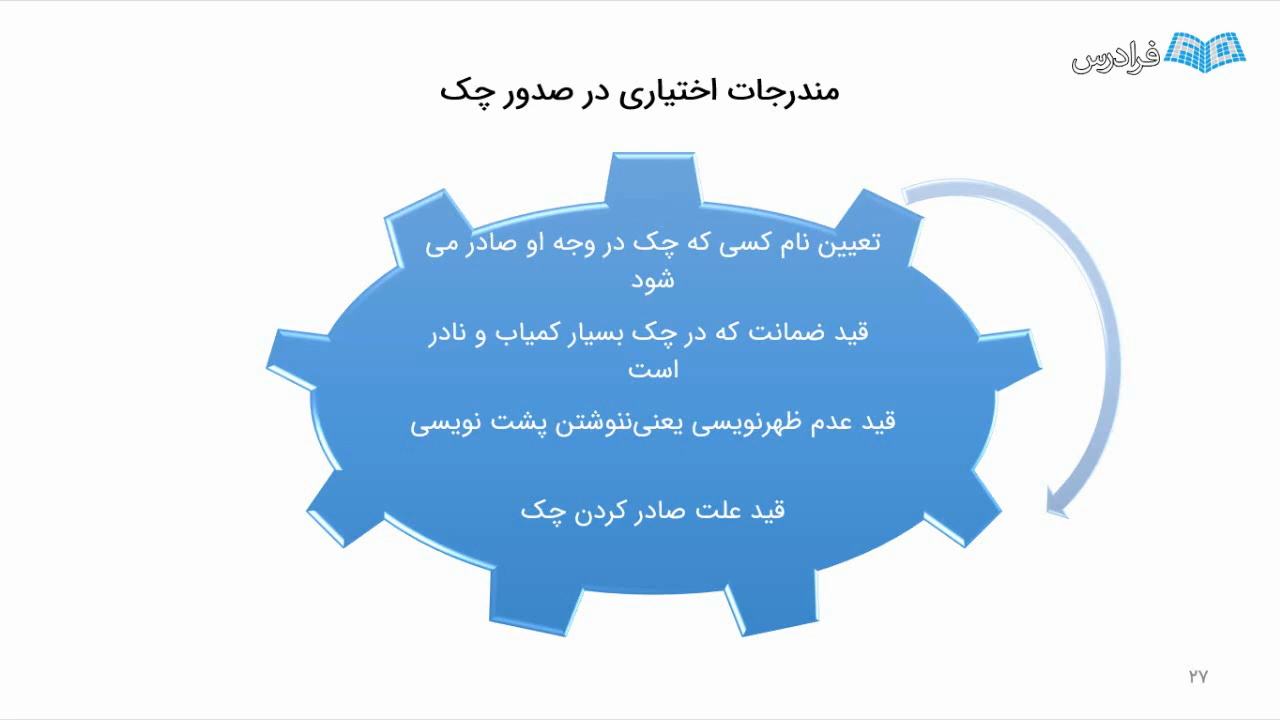 فرادرس
مندرجات اختیاری در صدور چک
تعیین نام کسی که چک در وجه او صادر می
شود
قید ضمانت که در چک بسیار کمیاب و نادر
است
قید عدم ظهرنویسی یعنی‌ننوشتن پشت نویسی
قید علت صادر کردن چک
۲۷